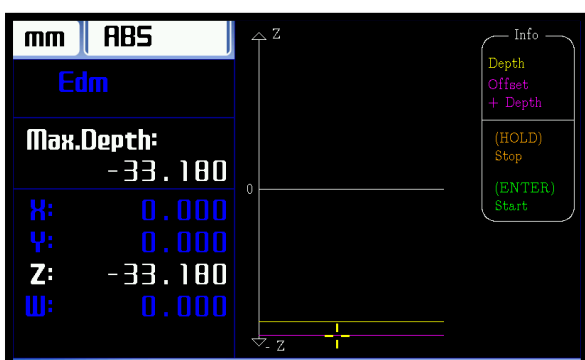 mm ABS
Edm
Max.Depth:
-33.180
X: 0.000
Y: 0.000
Z: -33.180
W: 0.000
Z
0
- Z
Info
Depth
Offset
+ Depth
(HOLD)
Stop
(ENTER)
Start